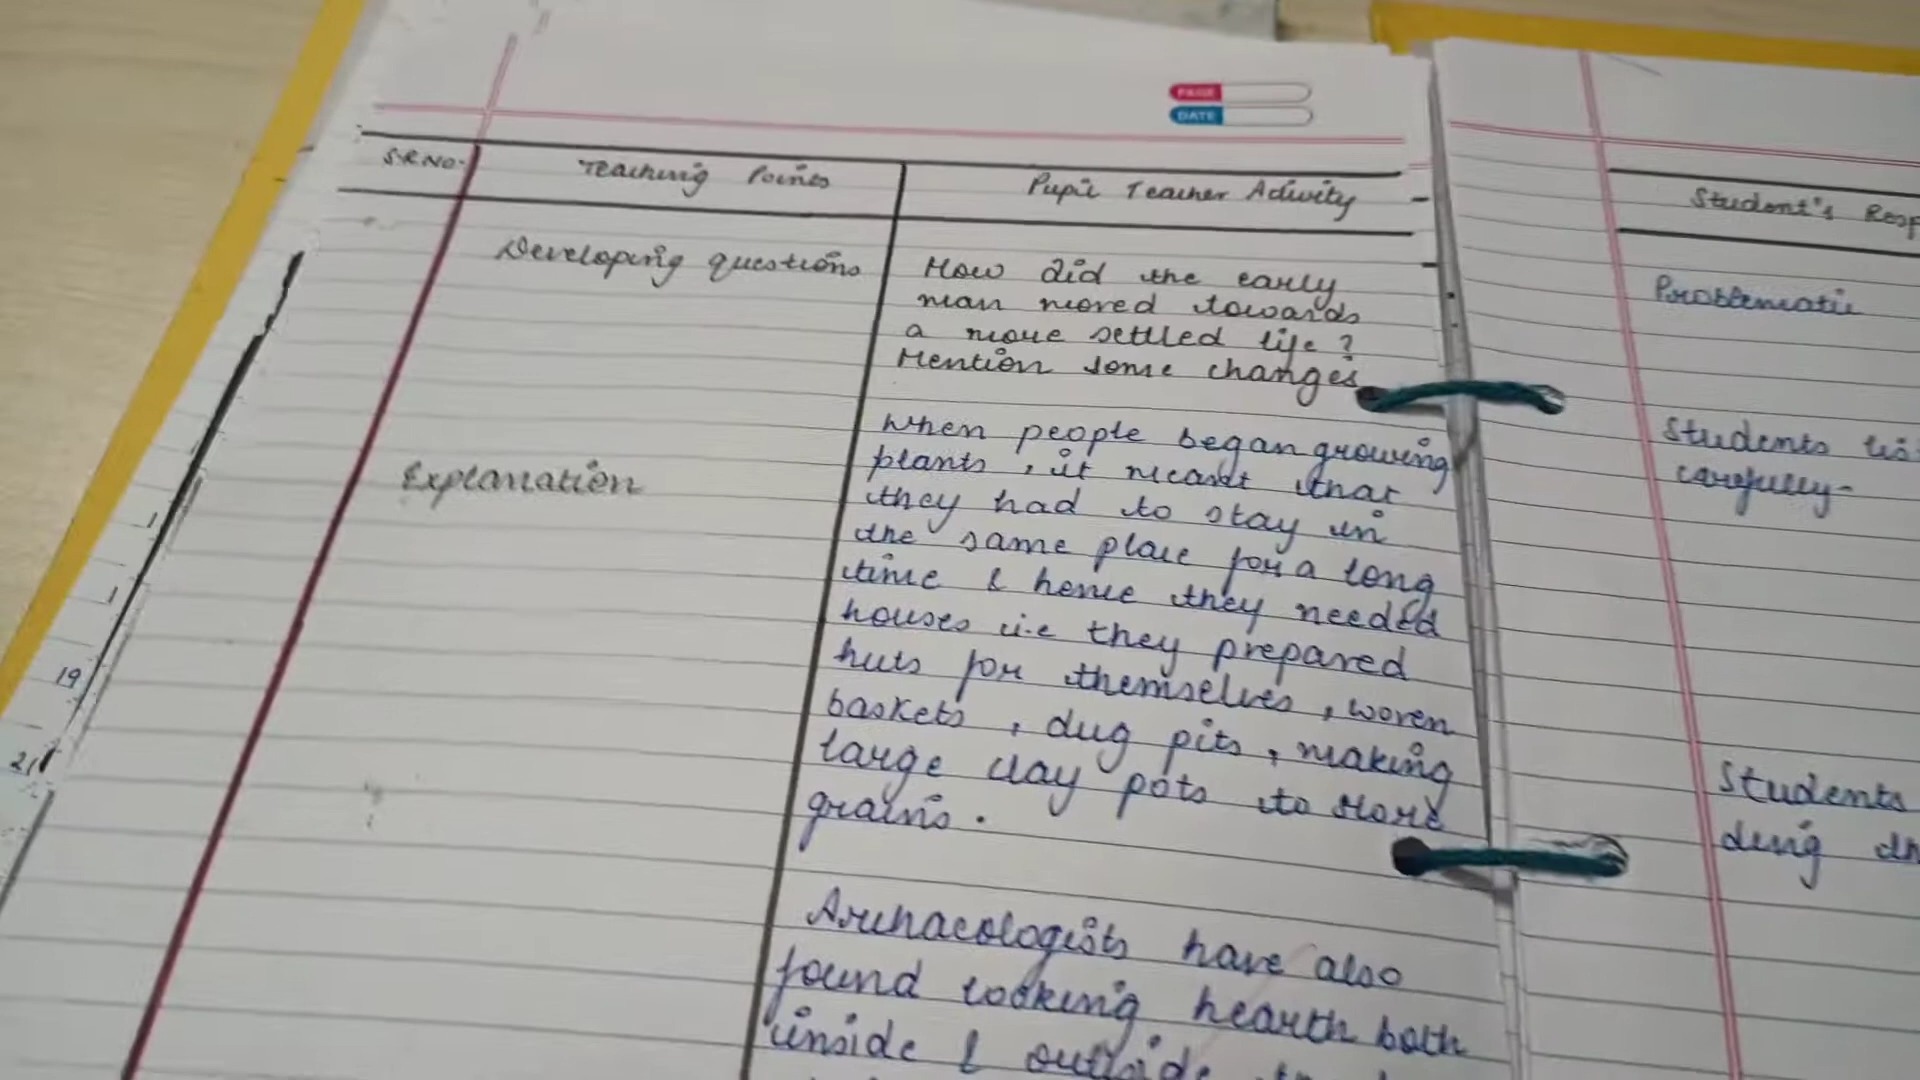 PAGE
DATE
S.R.NO.
Teaching Points
Pupil Teacher Activity
Developing questions
How did the early
man moved towards
a more settled life?
Mention some changes
Explanation
When people began growing
plants, it meant that
they had to stay in
the same place for a long
time & hence they needed
houses i.e they prepared
huts for themselves, woven
baskets, dug pits, making
large clay pots to store
grains.
Archaeologists have also
found cooking hearth both
inside & outside
19
21
Student's Resp
Problematic
Students lis
carefully-
Students
ding